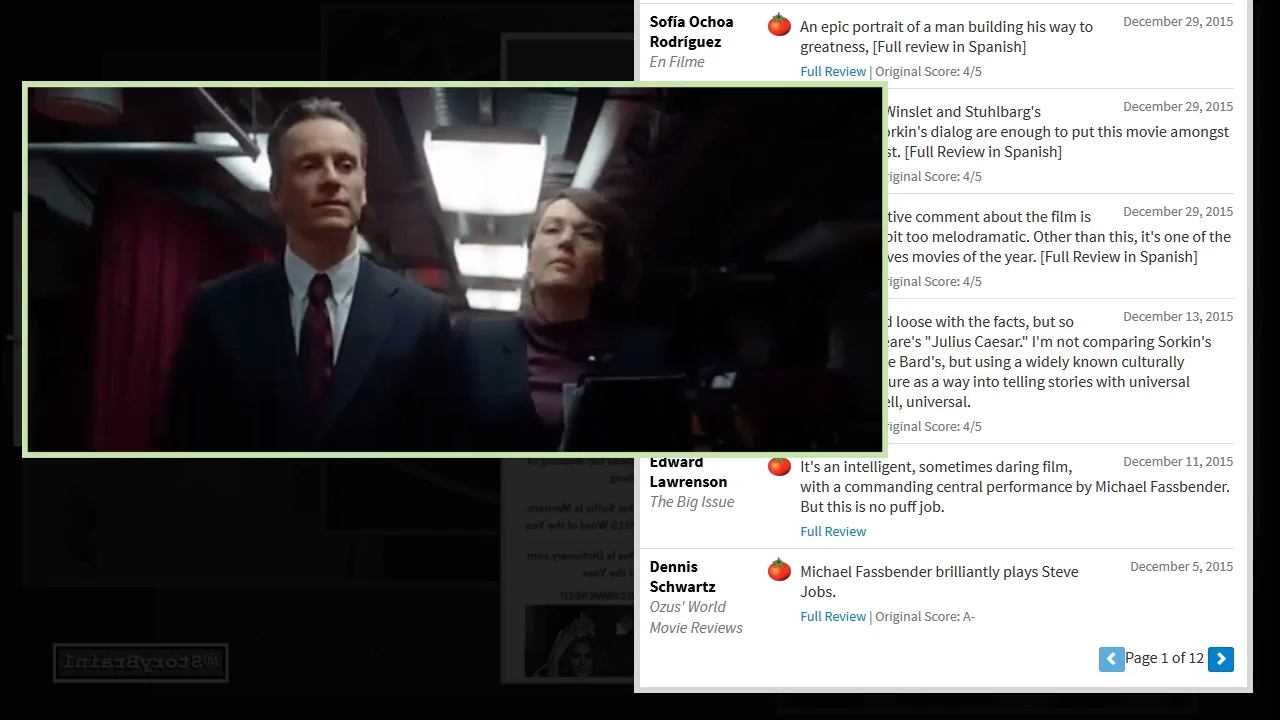 Sofía Ochoa
Rodríguez
En Filme
An epic portrait of a man building his way to
greatness, [Full review in Spanish]
Full Review | Original Score: 4/5
December 29, 2015
Winslet and Stuhlbarg's
orkin's dialog are enough to put this movie amongst
st. [Full Review in Spanish]
riginal Score: 4/5
December 29, 2015
tive comment about the film is
bit too melodramatic. Other than this, it's one of the
ves movies of the year. [Full Review in Spanish]
riginal Score: 4/5
December 29, 2015
d loose with the facts, but so
eare's "Julius Caesar." I'm not comparing Sorkin's
e Bard's, but using a widely known culturally
ure as a way into telling stories with universal
ell, universal.
riginal Score: 4/5
December 13, 2015
Edward
Lawrenson
The Big Issue
It's an intelligent, sometimes daring film,
with a commanding central performance by Michael Fassbender.
But this is no puff job.
Full Review
December 11, 2015
Dennis
Schwartz
Ozus' World
Movie Reviews
Michael Fassbender brilliantly plays Steve
Jobs.
Full Review | Original Score: A-
December 5, 2015
Page 1 of 12
@StoryBrain1